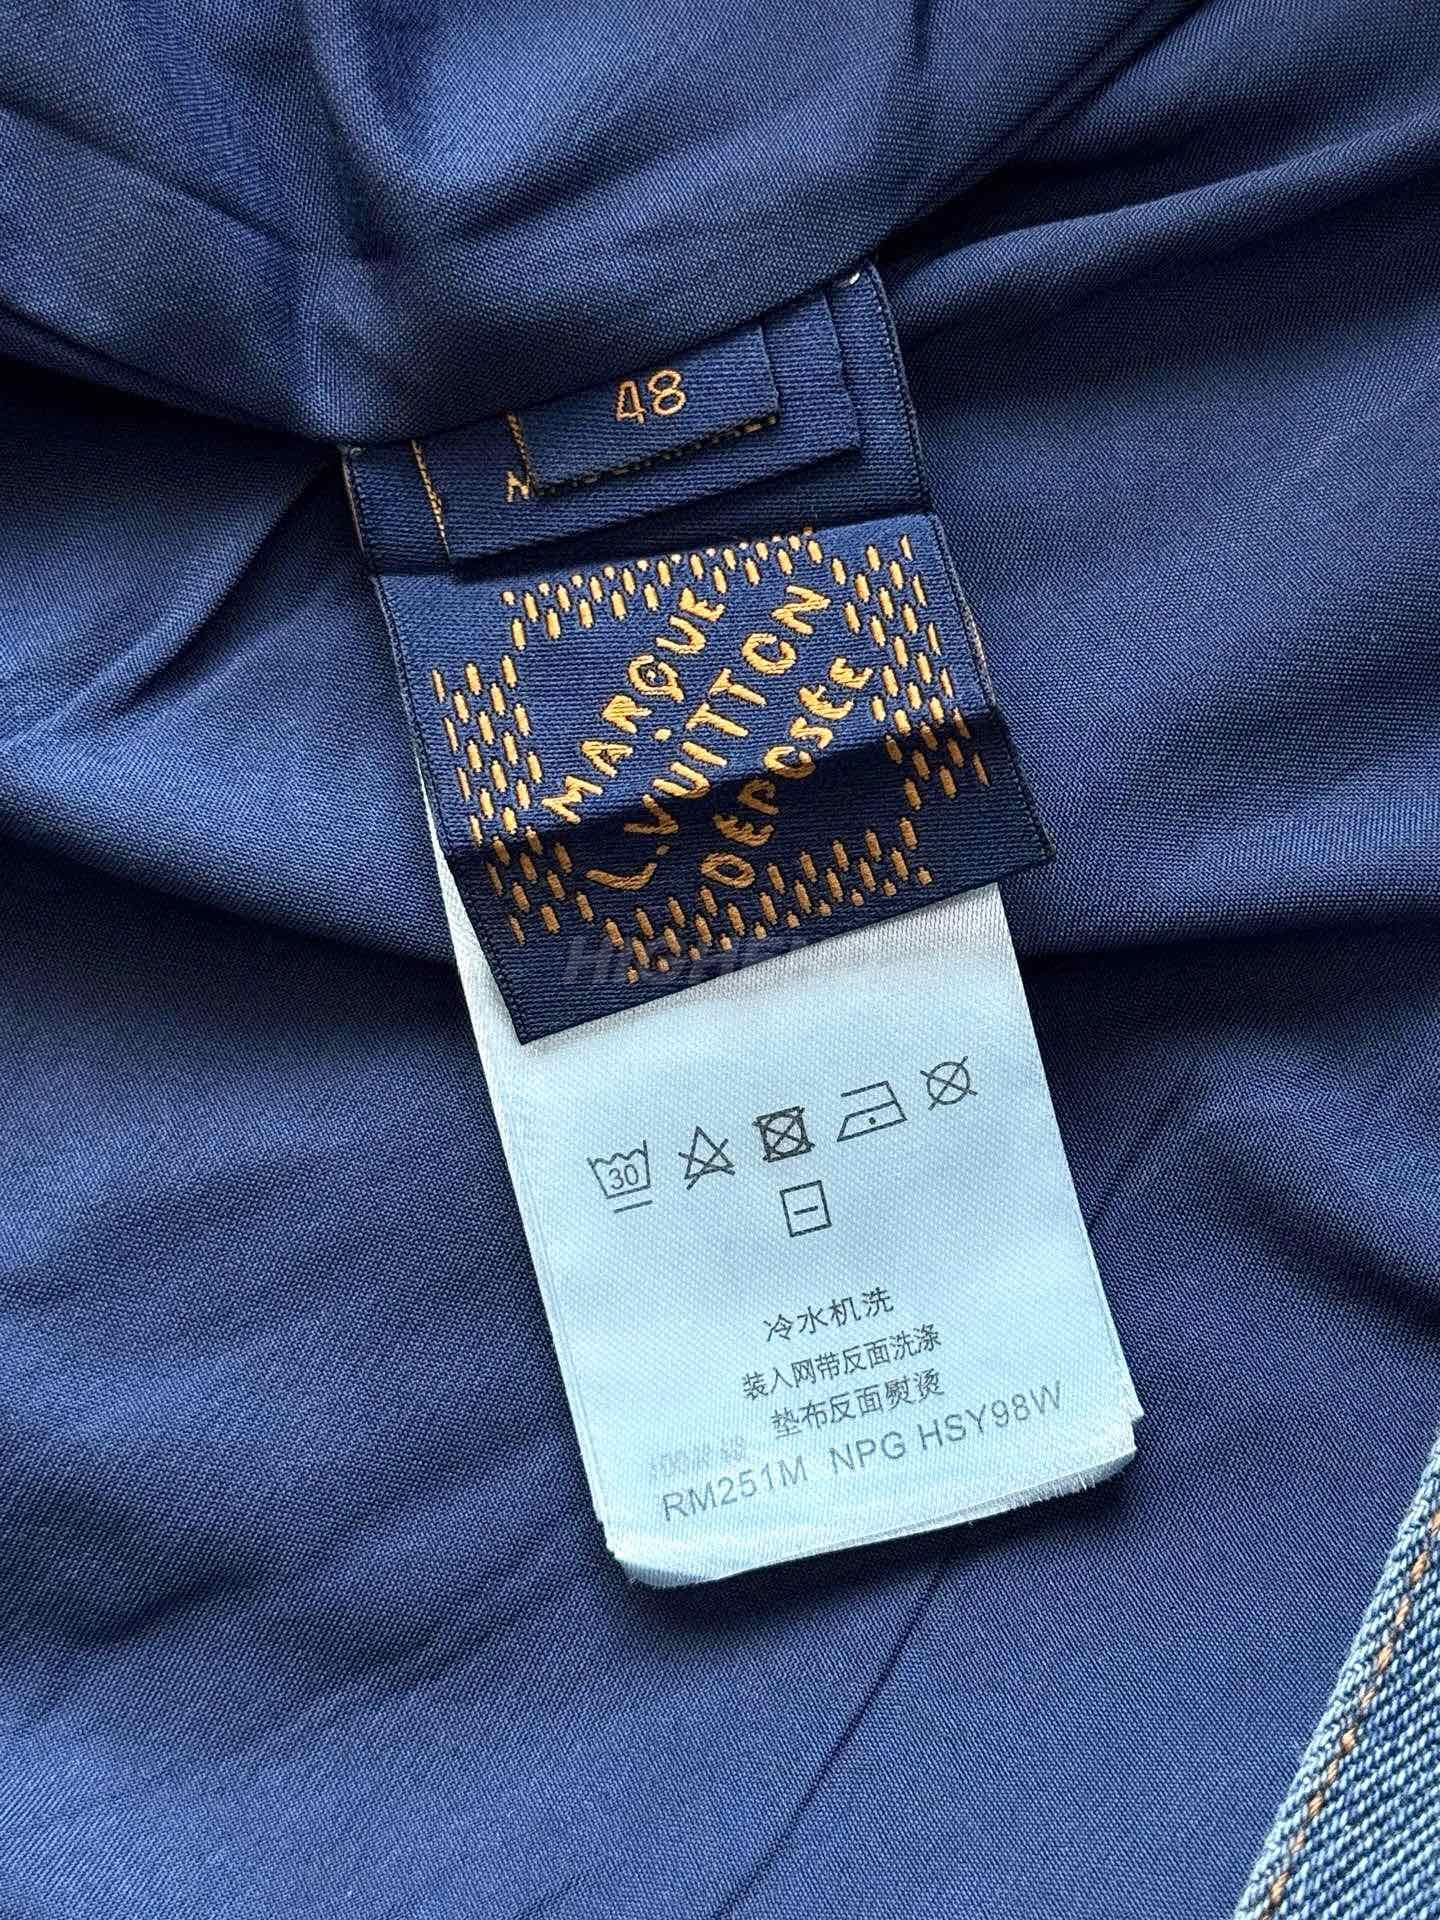 48
MARQUE
L.VUITTON
DEPOSEE
30
冷水机洗
装入网带反面洗涤
垫布反面熨烫
RM251M NPG HSY98W